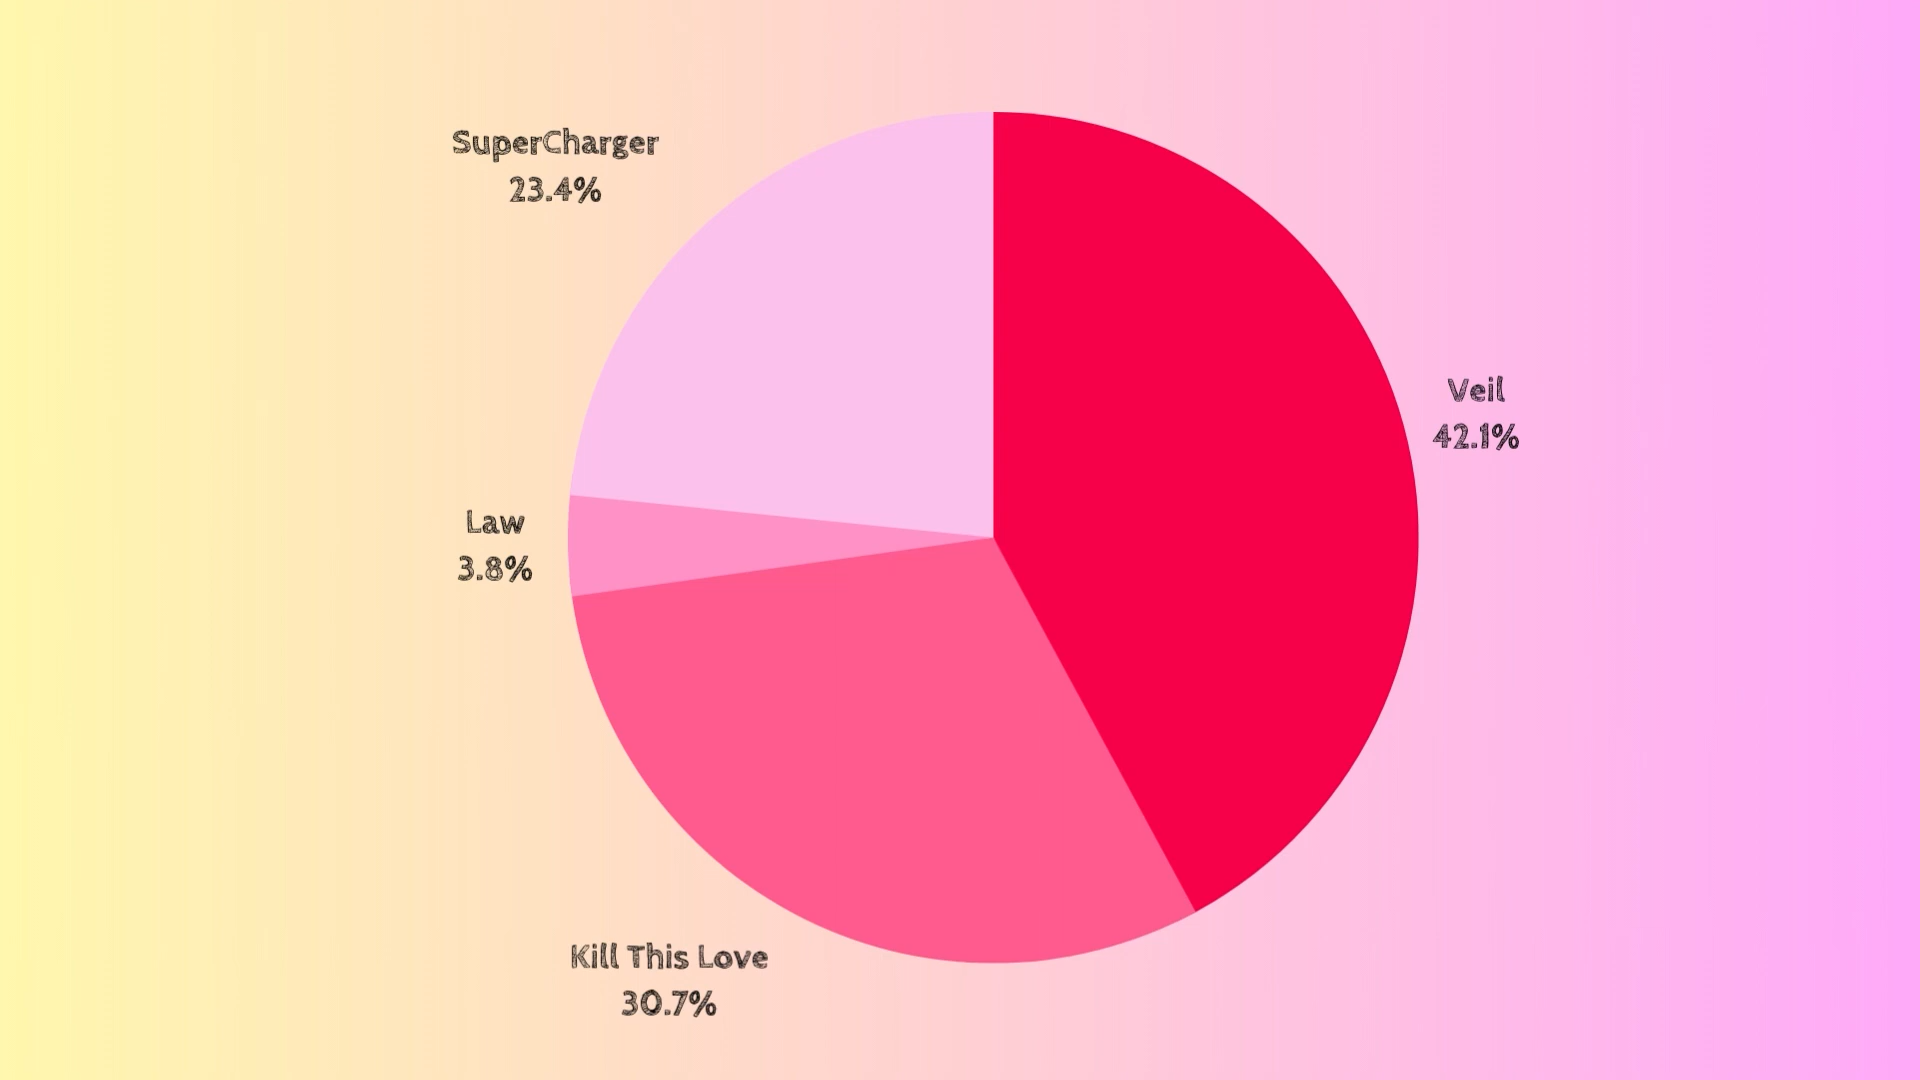 SuperCharger
23.4%
Veil
42.1%
Law
3.8%
Kill This Love
30.7%